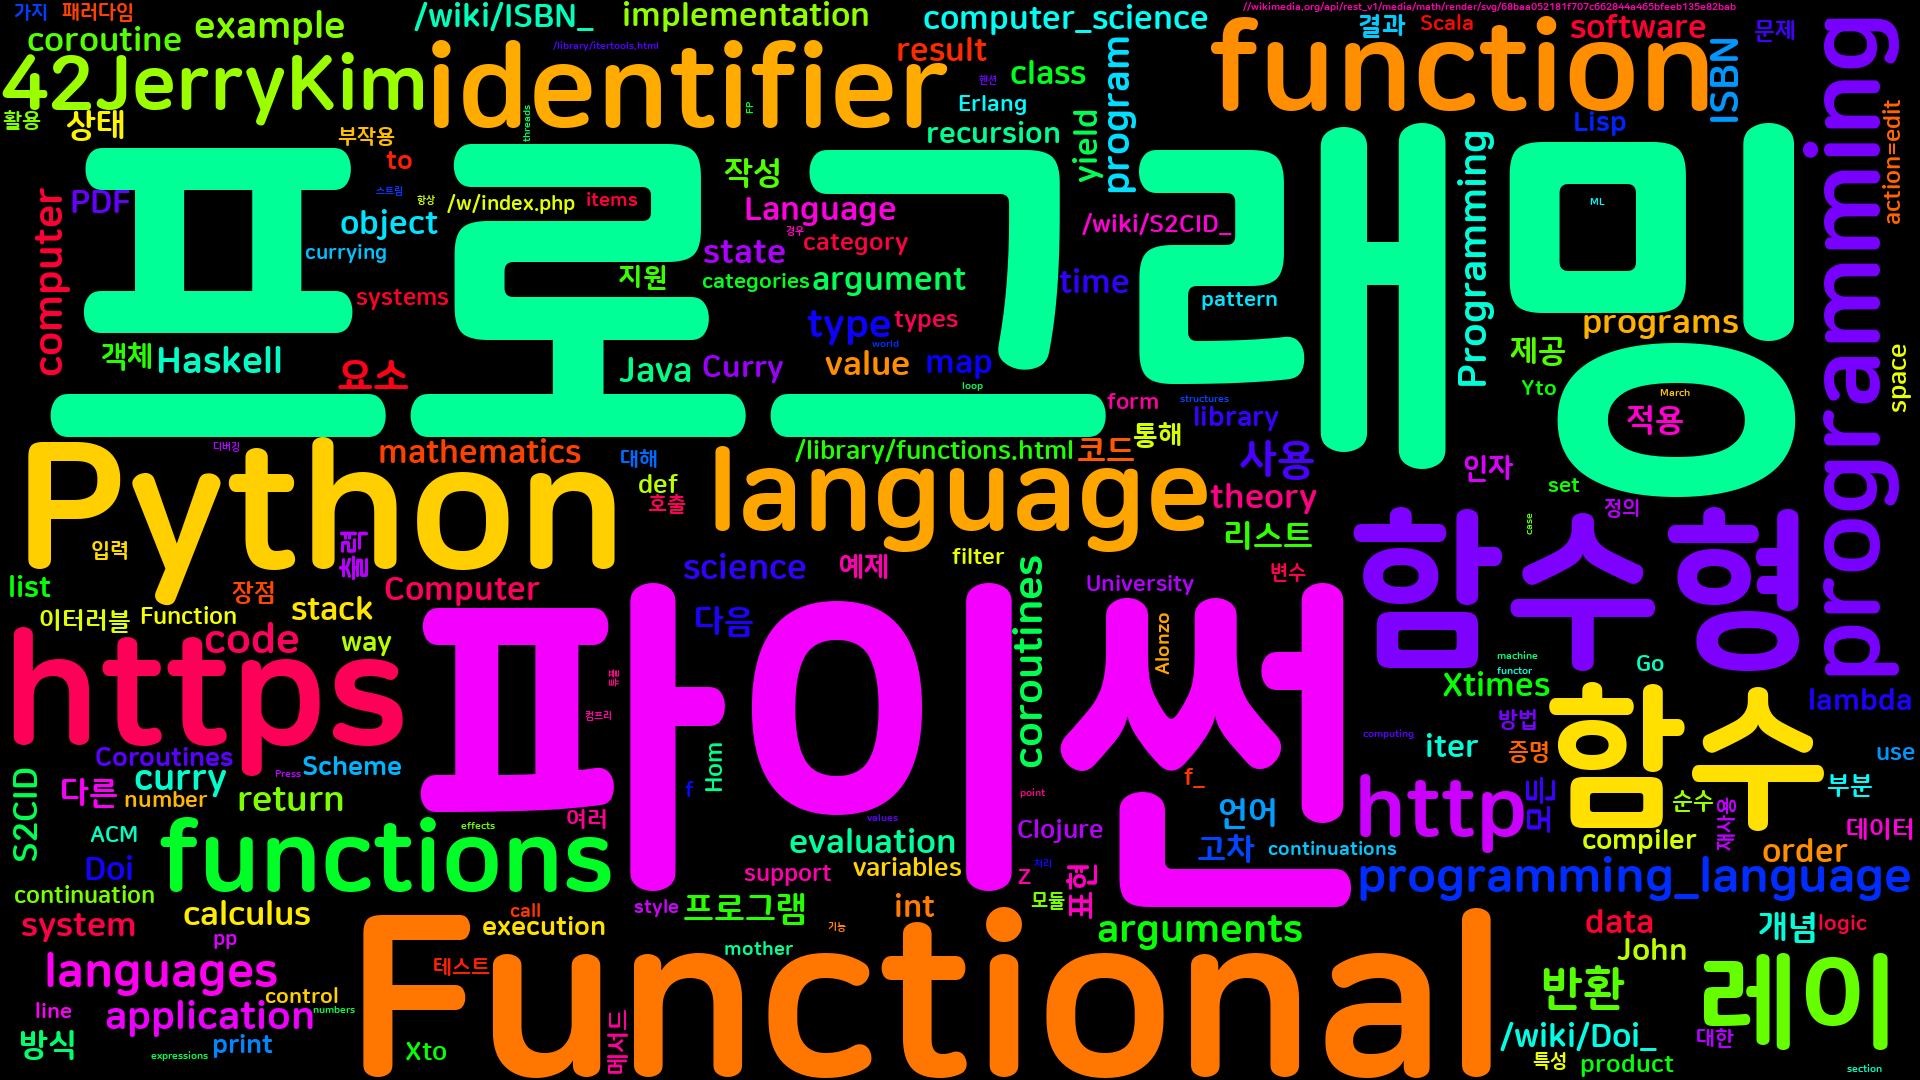 가지
패러다임
example
/wiki/ISBN_
implementation
computer_science
//wikimedia.org/api/rest_v1/media/math/render/svg/68baa052181f707c662844a465bfeeb135e82bab
결과
Scala
software
문제
coroutine
42JerryKim
identifier
/library/itertools.html
result
class
program
function
ISBN
programming
활용
상태
부작용
to
threads
FP
핸션
Erlang
recursion
yield
Lisp
action=edit
프로그래밍
computer
PDF
object
currying
스트림
항상
/w/index.php
items
작성
Language
경우
state
category
/wiki/S2CID_
Programming
ML
systems
지원
categories
argument
time
pattern
programs
객체
Haskell
요소
Java
Curry
type
types
world
value
map
loop
form
structures
library
제공
Yto
March
적용
space
Python
디버깅
mathematics
대해
def
호출
language
/library/functions.html
코드
통해
사용
theory
인자
set
정의
case
함수형
입력
출력
리스트
filter
예제
science
University
변수
list
장점
이터러블
Function
stack
Computer
https
code
way
파이썬
튜플
컴프리
다음
coroutines
Alonzo
machine
functor
Go
Xtimes
lambda
방법
함수
computing
iter
증명
use
Coroutines
Press
Scheme
다른
curry
number
return
S2CID
ACM
Doi
여러
functions
effects
f
Hom
values
point
f_
Clojure
언어
http
비교
순수
재사용
부분
데이터
evaluation
고차
continuations
compiler
order
continuation
support
variables
처리
Z
표현
모듈
programming_language
system
calculus
call
execution
style
프로그램
int
기능
arguments
data
개념
logic
pp
Functional
mother
John
languages
테스트
control
numbers
반환
레이
line
application
방식
expressions
print
Xto
메서드
/wiki/Doi_
대한
특성
product
section